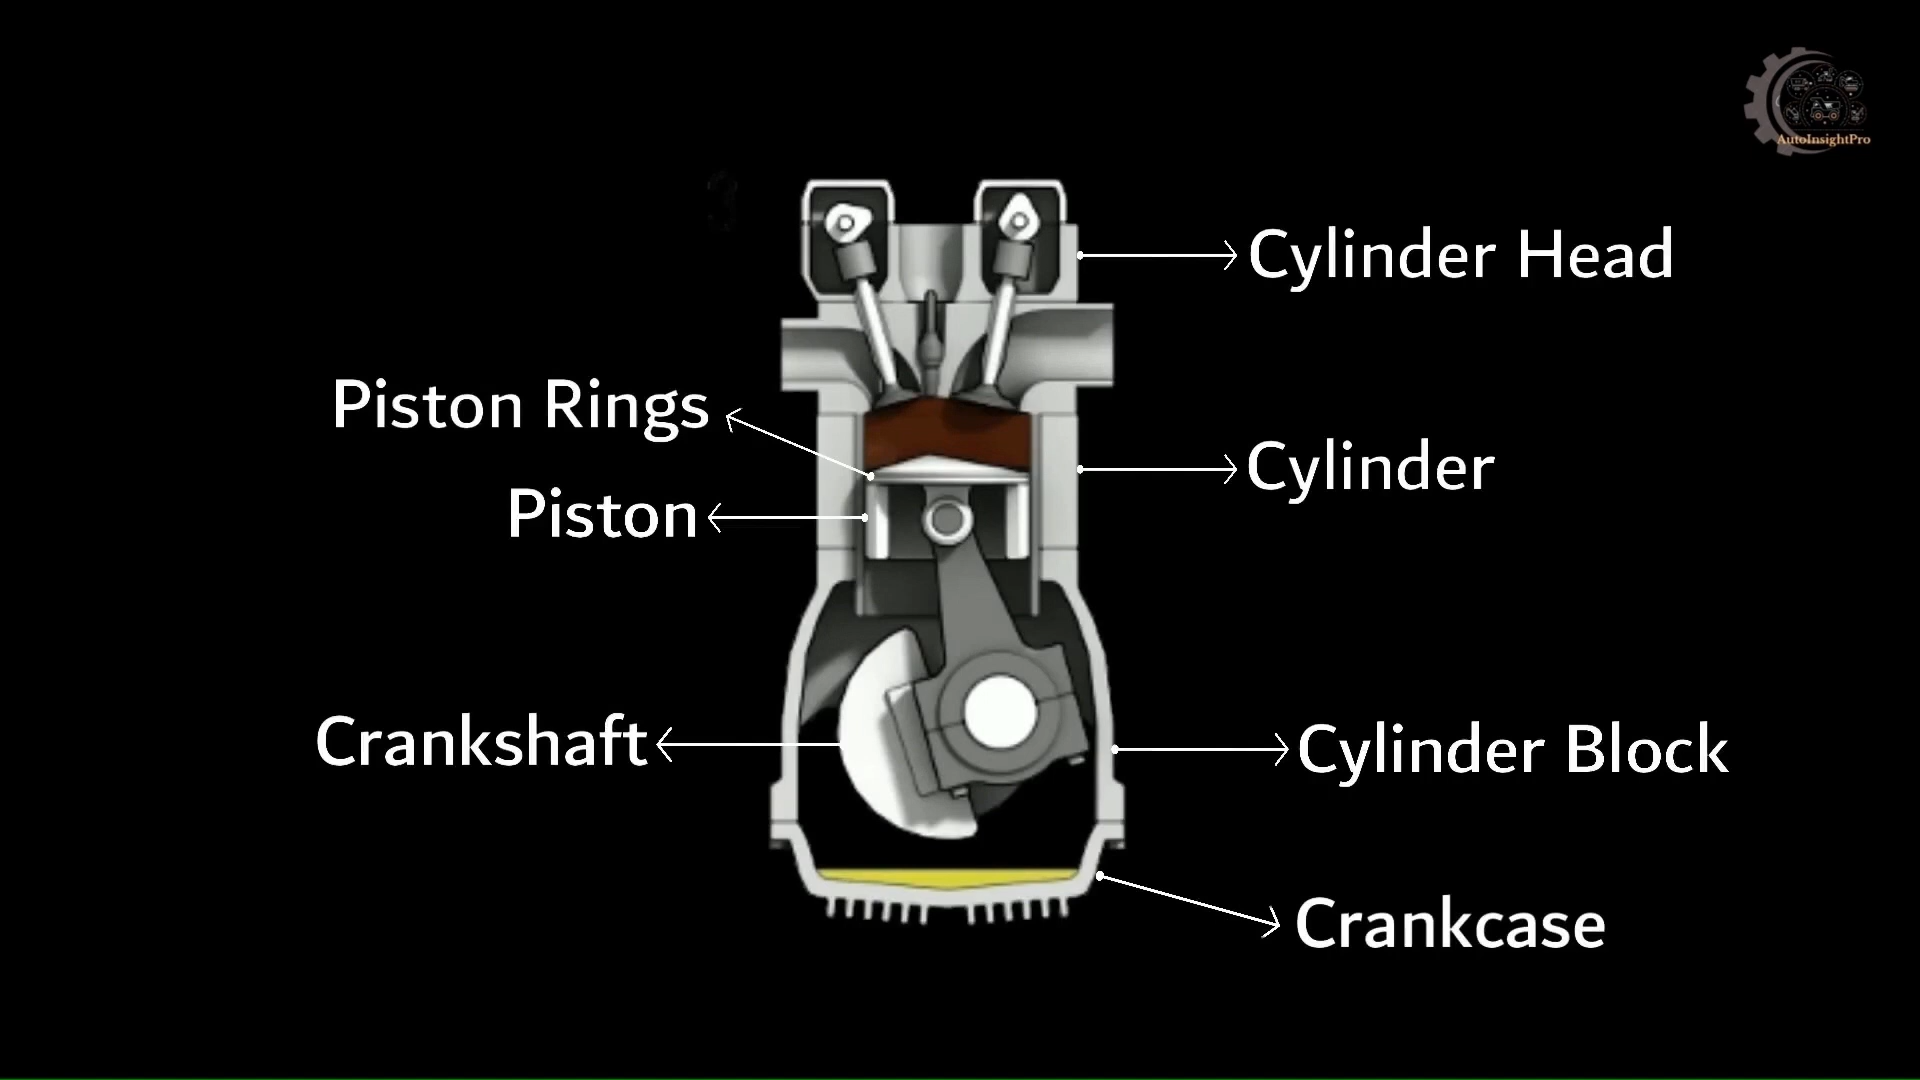 AutoInsightPro
Cylinder Head
Piston Rings
Cylinder
Piston
Crankshaft
Cylinder Block
Crankcase